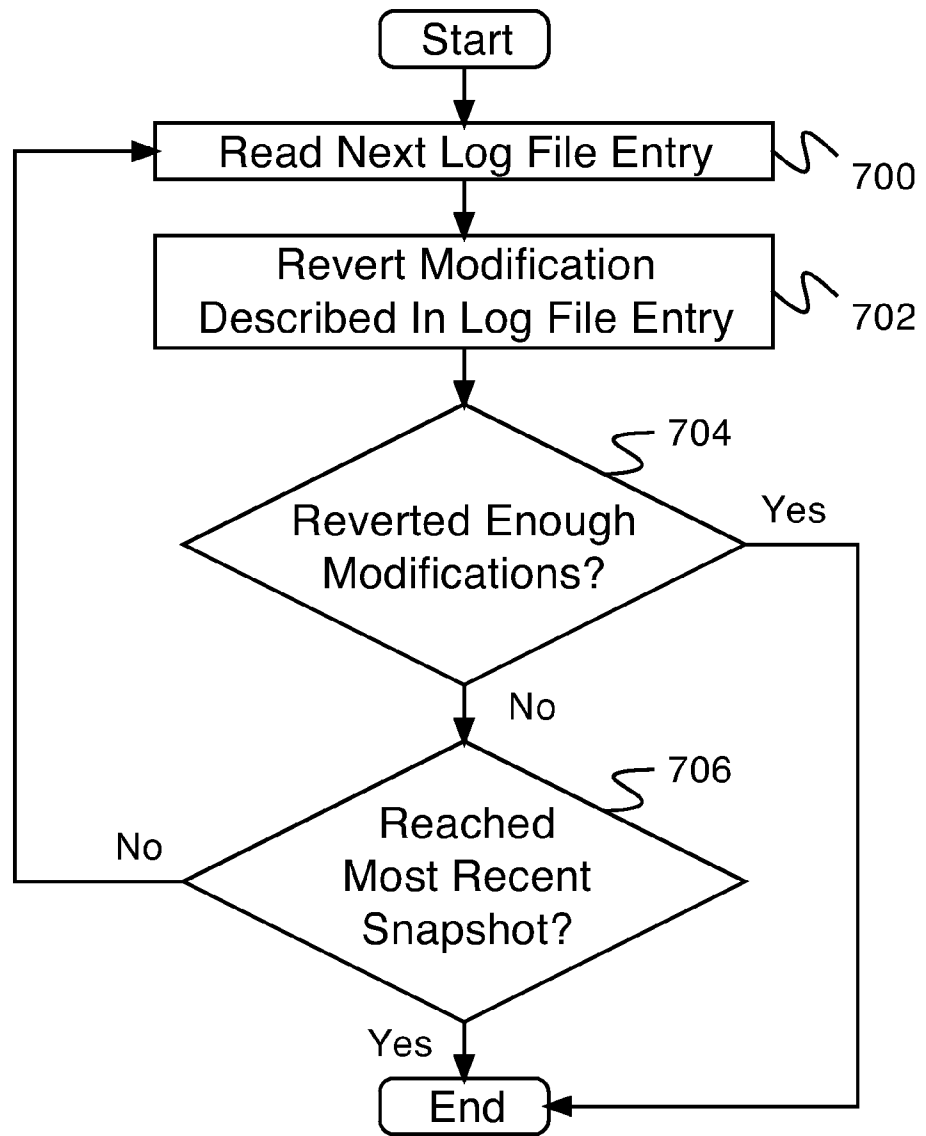 Start
Read Next Log File Entry
700
Revert Modification
Described In Log File Entry
702
704
Reverted Enough
Modifications?
Yes
No
706
Reached
Most Recent
Snapshot?
No
Yes
End